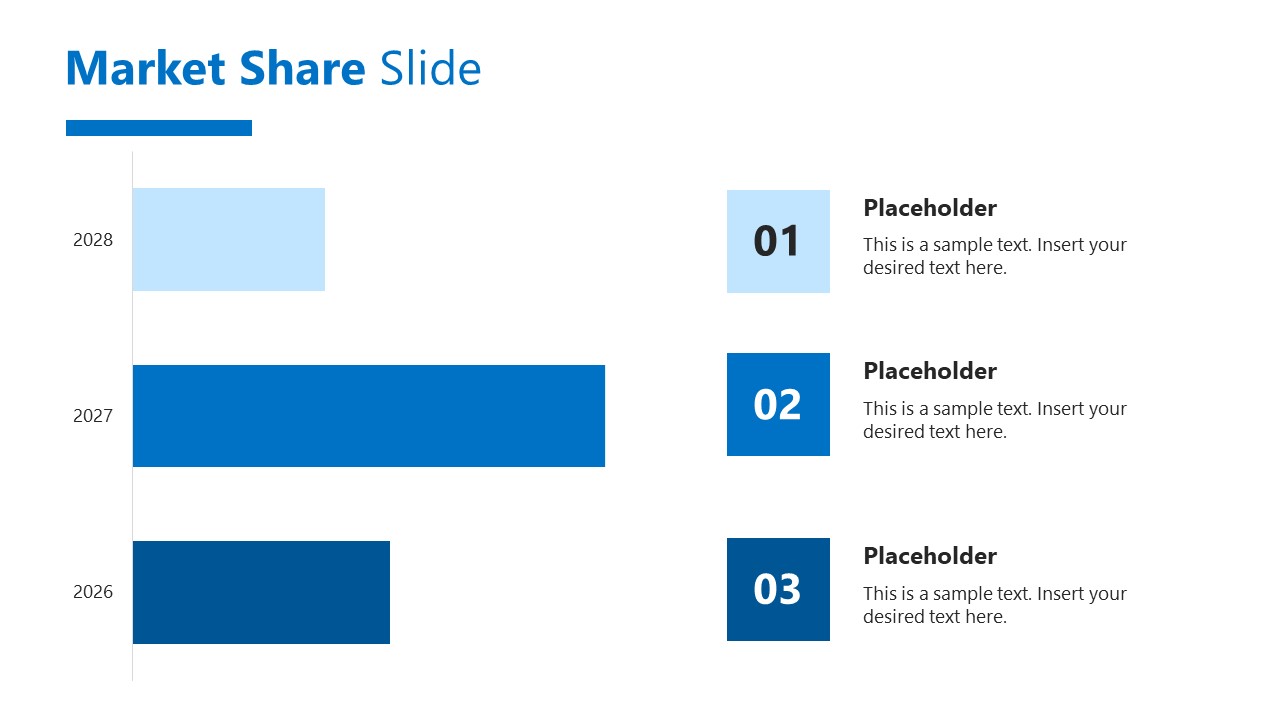 Market Share Slide
2028
2027
2026
01
Placeholder
This is a sample text. Insert your
desired text here.
02
Placeholder
This is a sample text. Insert your
desired text here.
03
Placeholder
This is a sample text. Insert your
desired text here.